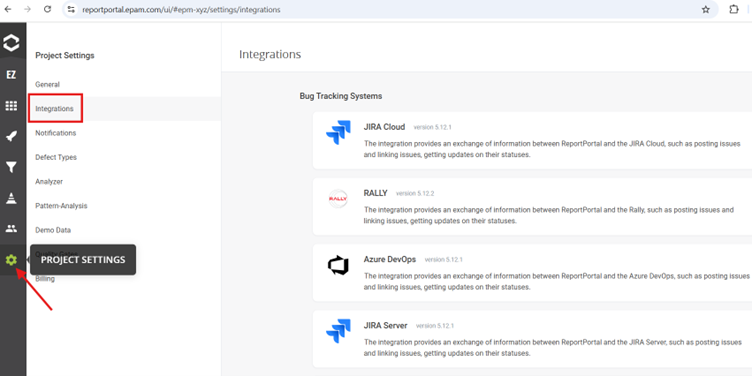 reportportal.epam.com/ui/#epm-xyz/settings/integrations
EZ
Project Settings
General
Integrations
Notifications
Defect Types
Analyzer
Pattern-Analysis
Demo Data
PROJECT SETTINGS
Billing
Integrations
Bug Tracking Systems
JIRA Cloud version 5.12.1
The integration provides an exchange of information between ReportPortal and the JIRA Cloud, such as posting issues
and linking issues, getting updates on their statuses.
RALLY
RALLY version 5.12.2
The integration provides an exchange of information between ReportPortal and the Rally, such as posting issues and
linking issues, getting updates on their statuses.
Azure DevOps version 5.12.1
The integration provides an exchange of information between ReportPortal and the Azure DevOps, such as posting issues
and linking issues, getting updates on their statuses.
JIRA Server version 5.12.1
The integration provides an exchange of information between ReportPortal and the JIRA Server, such as posting issues
and linking issues, getting updates on their statuses.